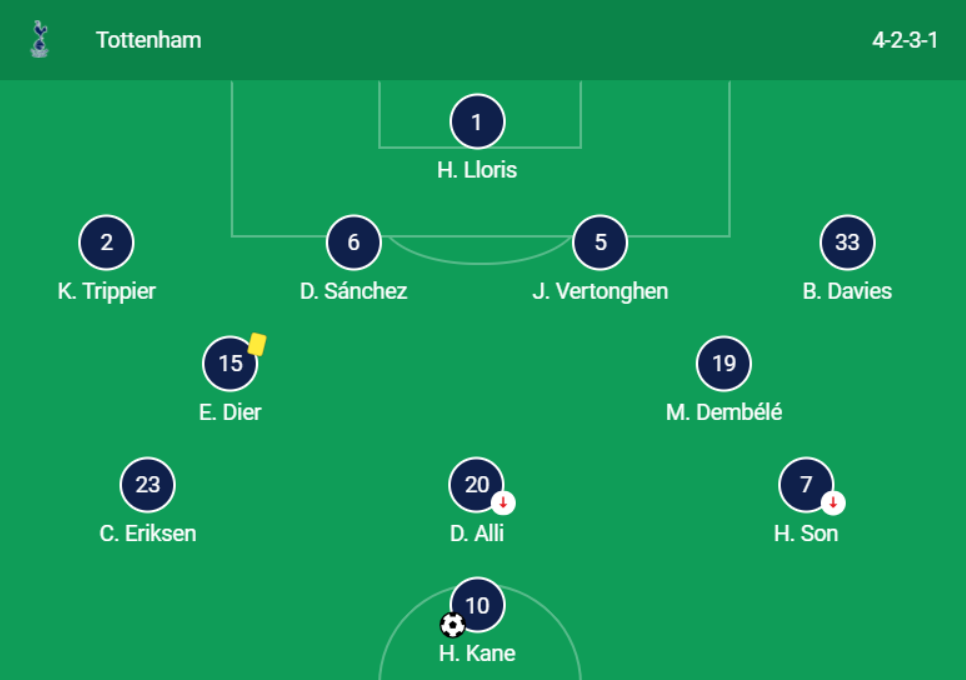 Tottenham 4-2-3-1
1
H. Lloris
2 6 5 33
K. Trippier D. Sánchez J. Vertonghen B. Davies
15 19
E. Dier M. Dembélé
23 20 7
C. Eriksen D. Alli H. Son
10
H. Kane